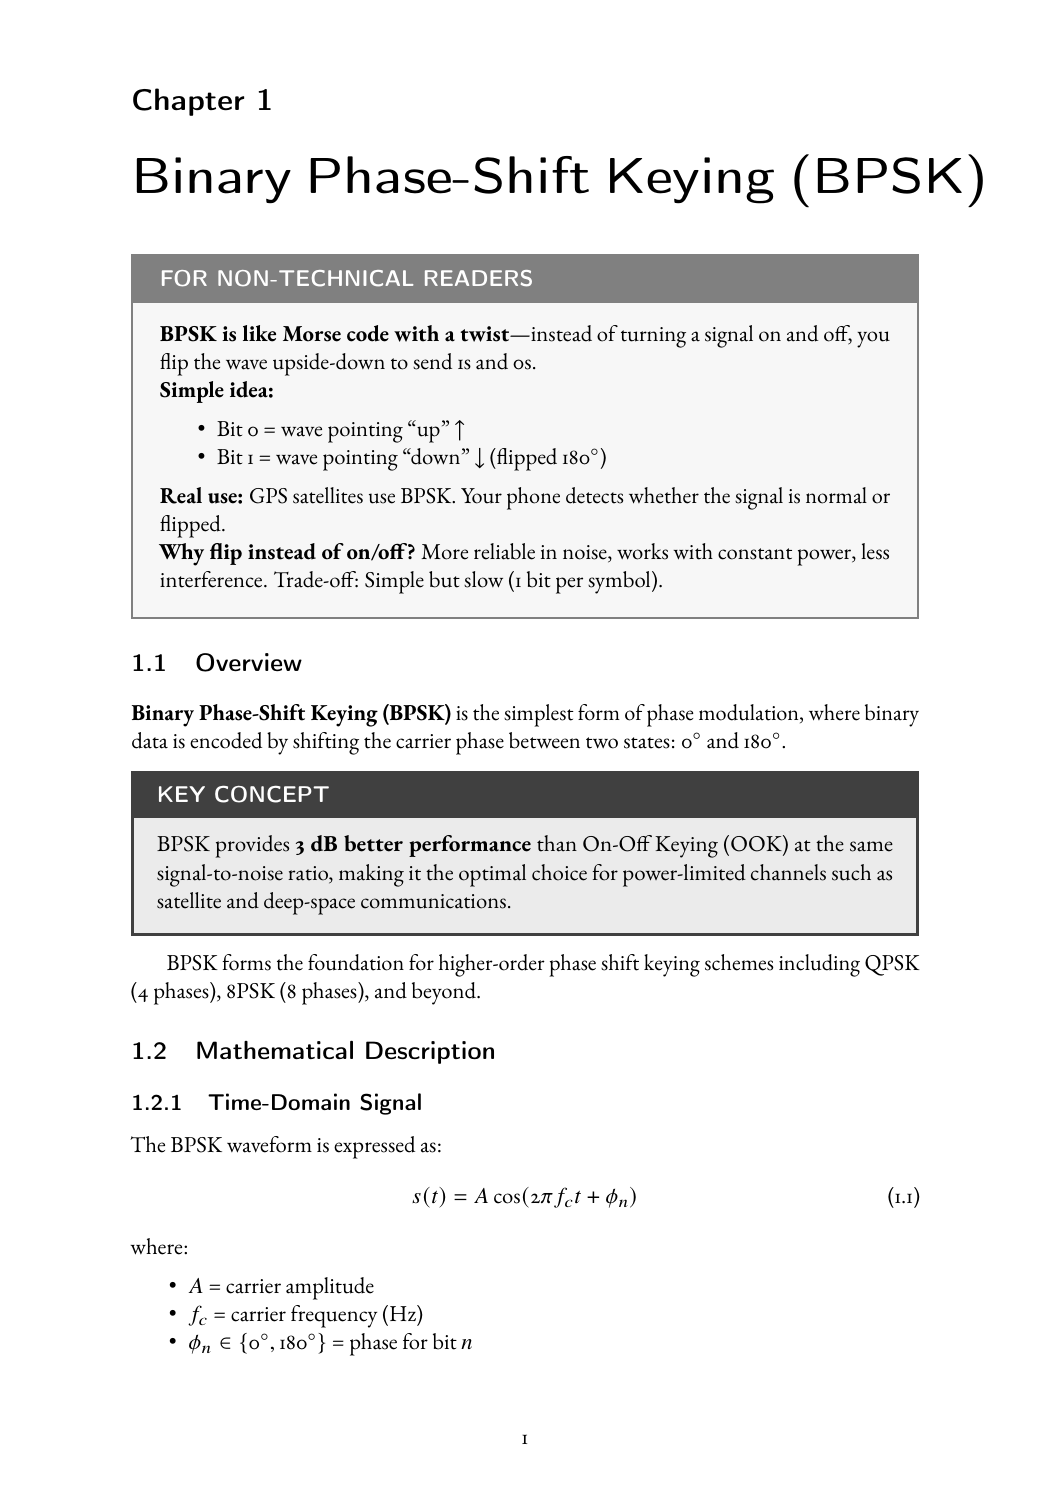 Chapter 1
Binary Phase-Shift Keying (BPSK)
FOR NON-TECHNICAL READERS
BPSK is like Morse code with a twist—instead of turning a signal on and off, you
flip the wave upside-down to send 1s and 0s.
Simple idea:
• Bit 0 = wave pointing “up” ↑
• Bit 1 = wave pointing “down” ↓ (flipped 180°)
Real use: GPS satellites use BPSK. Your phone detects whether the signal is normal or
flipped.
Why flip instead of on/off? More reliable in noise, works with constant power, less
interference. Trade-off: Simple but slow (1 bit per symbol).
1.1 Overview
Binary Phase-Shift Keying (BPSK) is the simplest form of phase modulation, where binary
data is encoded by shifting the carrier phase between two states: 0° and 180°.
KEY CONCEPT
BPSK provides 3 dB better performance than On-Off Keying (OOK) at the same
signal-to-noise ratio, making it the optimal choice for power-limited channels such as
satellite and deep-space communications.
BPSK forms the foundation for higher-order phase shift keying schemes including QPSK
(4 phases), 8PSK (8 phases), and beyond.
1.2 Mathematical Description
1.2.1 Time-Domain Signal
The BPSK waveform is expressed as:
s(t) = A cos(2πf_c t + ϕ_n) (1.1)
where:
• A = carrier amplitude
• f_c = carrier frequency (Hz)
• ϕ_n ∈ {0°, 180°} = phase for bit n
1